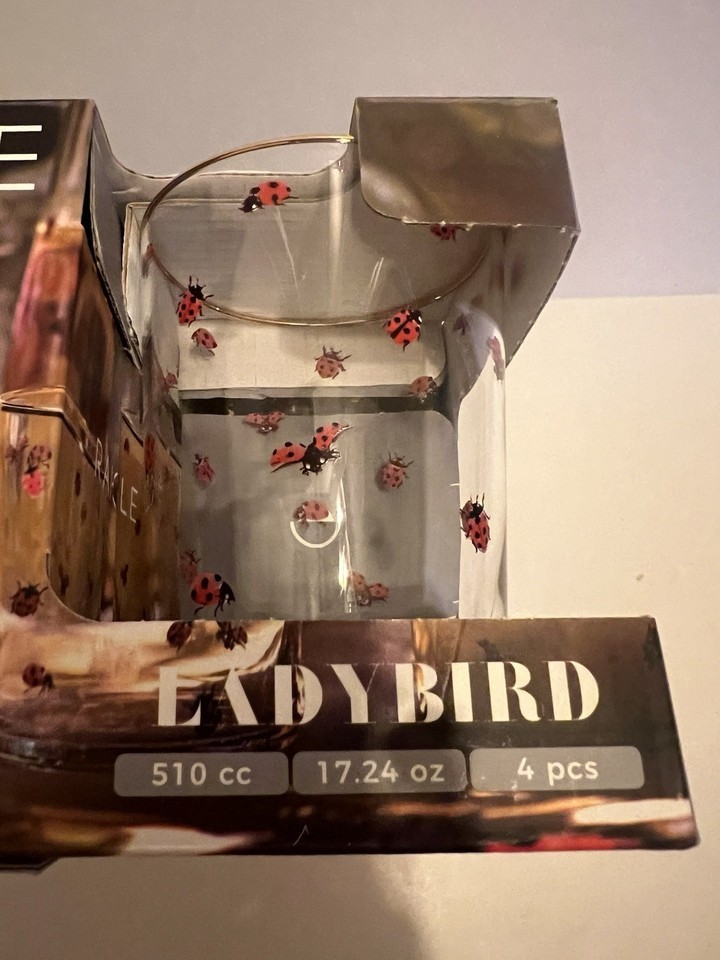 E
LADYBIRD
510 cc
17.24 oz
4 pcs